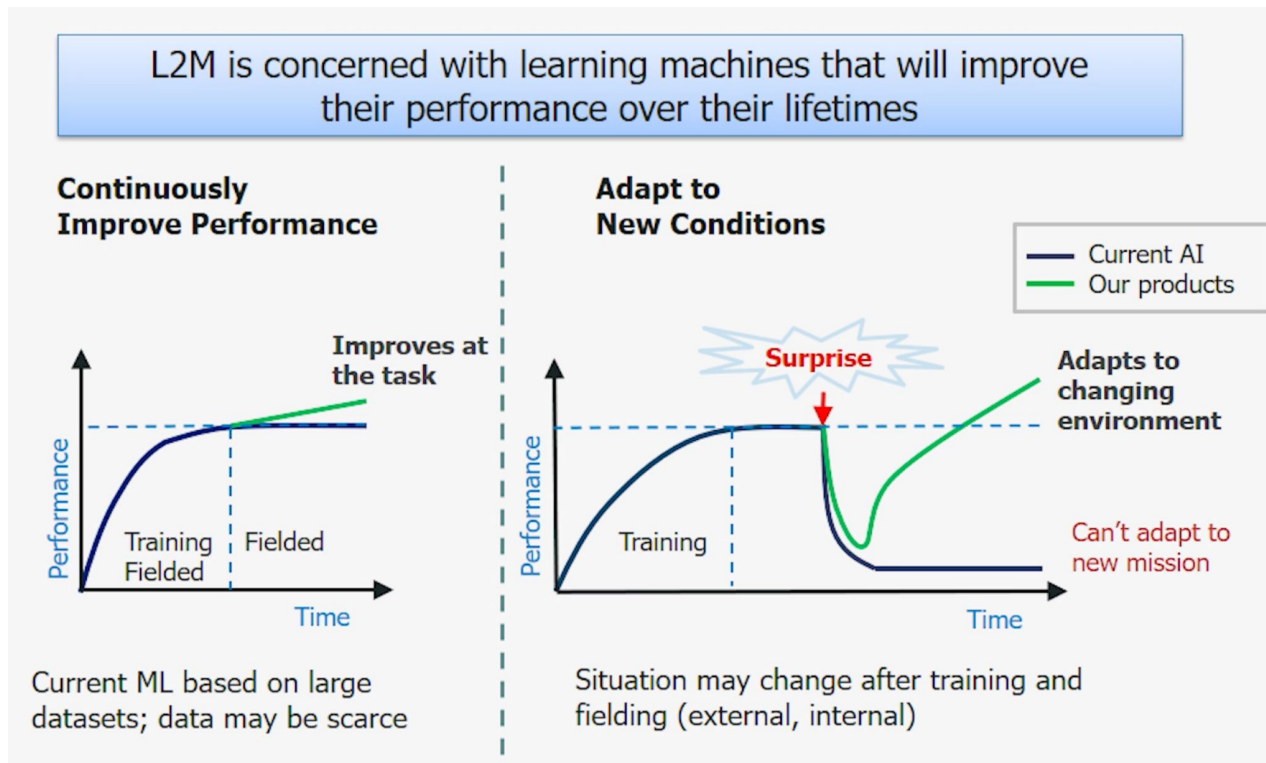 L2M is concerned with learning machines that will improve
their performance over their lifetimes
Continuously
Improve Performance
Improves at
the task
Performance
Training
Fielded
Fielded
Time
Current ML based on large
datasets; data may be scarce
Adapt to
New Conditions
Current AI
Our products
Surprise
Adapts to
changing
environment
Performance
Training
Can't adapt to
new mission
Time
Situation may change after training and
fielding (external, internal)